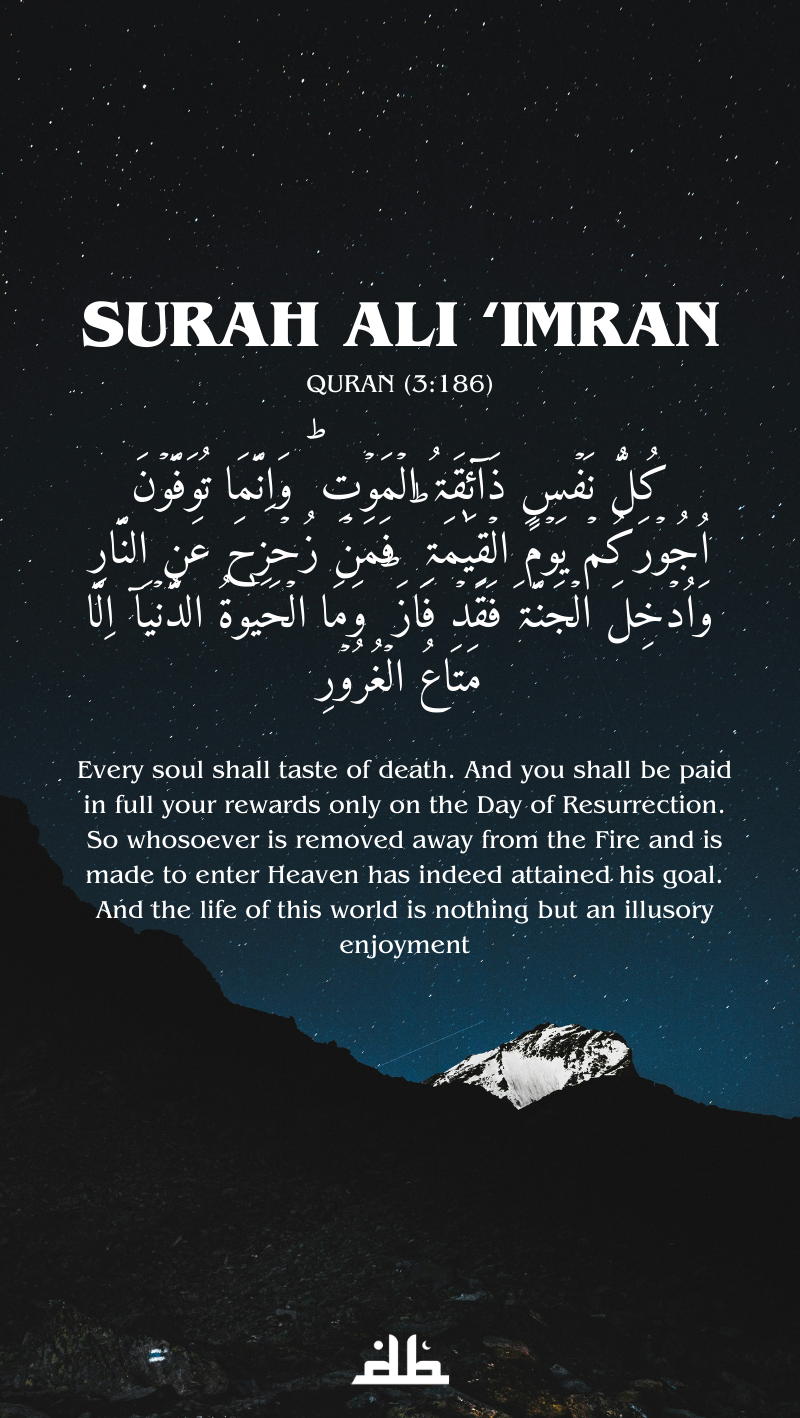 SURAH ALI ‘IMRAN
QURAN (3:186)
كُلُّ نَفۡسٍ ذَآئِقَۃُ الۡمَوۡتِ ؕ وَاِنَّمَا تُوَفَّوۡنَ
اُجُوۡرَکُمۡ یَوۡمَ الۡقِیٰمَۃِ ؕ فَمَنۡ زُحۡزِحَ عَنِ النَّارِ
وَاُدۡخِلَ الۡجَنَّۃَ فَقَدۡ فَازَ ؕ وَمَا الۡحَیٰوۃُ الدُّنۡیَاۤ اِلَّا
مَتَاعُ الۡغُرُوۡرِ
Every soul shall taste of death. And you shall be paid
in full your rewards only on the Day of Resurrection.
So whosoever is removed away from the Fire and is
made to enter Heaven has indeed attained his goal.
And the life of this world is nothing but an illusory
enjoyment